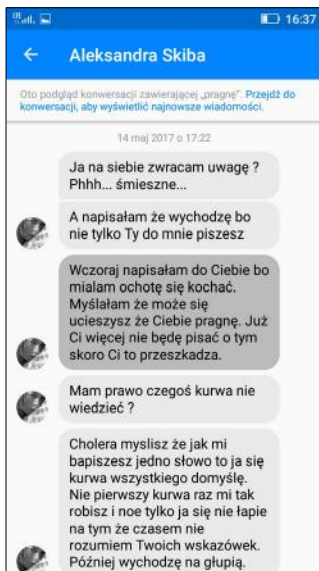 16:37
Aleksandra Skiba
Oto podgląd konwersacji zawierającej „pragnę”. Przejdź do
konwersacji, aby wyświetlić najnowsze wiadomości.
14 maj 2017 o 17:22
Ja na siebie zwracam uwagę ?
Phhh... śmieszne...
A napisałam że wychodzę bo
nie tylko Ty do mnie piszesz
Wczoraj napisałam do Ciebie bo
mialam ochotę się kochać.
Myślałam że może się
ucieszysz że Ciebie pragnę. Już
Ci więcej nie będę pisać o tym
skoro Ci to przeszkadza.
Mam prawo czegoś kurwa nie
wiedzieć ?
Cholera myslisz że jak mi
bapiszesz jedno słowo to ja się
kurwa wszystkiego domyślę.
Nie pierwszy kurwa raz mi tak
robisz i noe tylko ja się nie łapie
na tym że czasem nie
rozumiem Twoich wskazówek.
Później wychodzę na głupią.